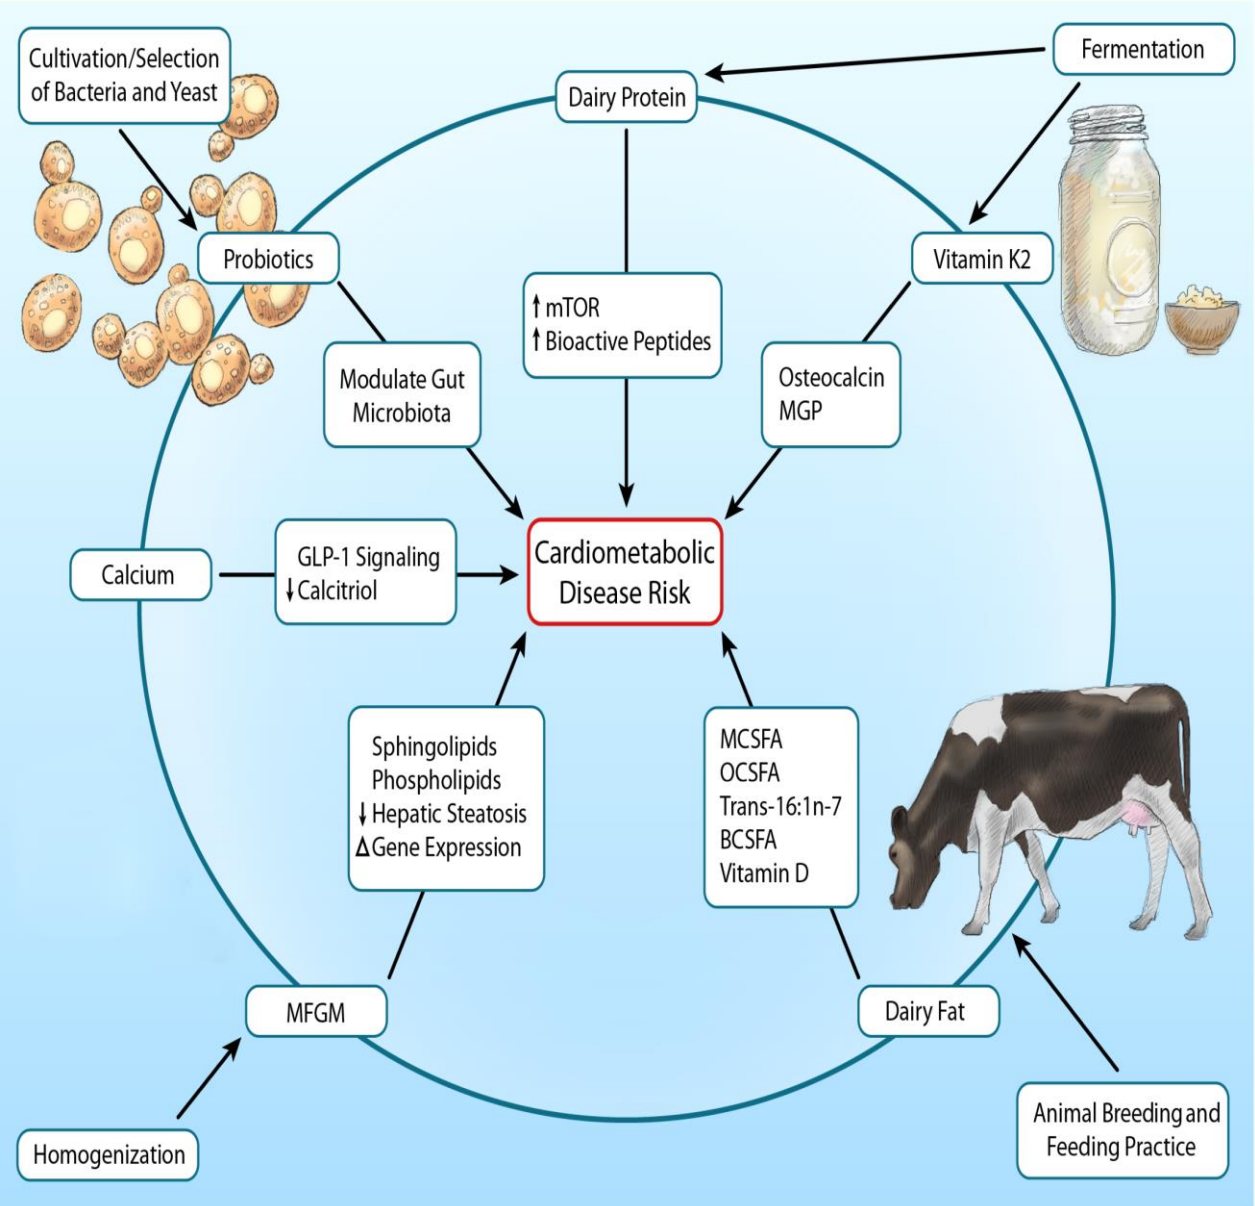 Cultivation/Selection
of Bacteria and Yeast
Fermentation
Dairy Protein
Probiotics
Vitamin K2
↑ mTOR
↑ Bioactive Peptides
Modulate Gut
Microbiota
Osteocalcin
MGP
Calcium
GLP-1 Signaling
↓ Calcitriol
Cardiometabolic
Disease Risk
Sphingolipids
Phospholipids
↓ Hepatic Steatosis
Δ Gene Expression
MCSFA
OCSFA
Trans-16:1n-7
BCSFA
Vitamin D
MFGM
Dairy Fat
Homogenization
Animal Breeding and
Feeding Practice